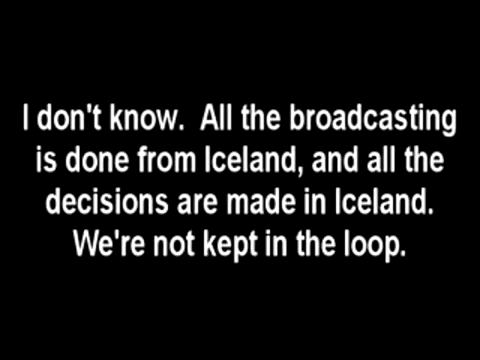 I don't know.  All the broadcasting
is done from Iceland, and all the
decisions are made in Iceland.
We're not kept in the loop.